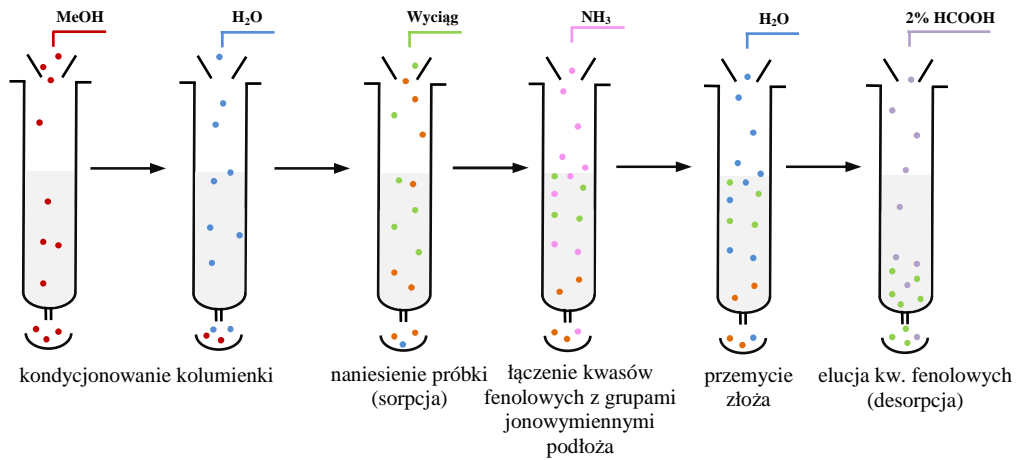 MeOH
H₂O
Wyciąg
NH₃
H₂O
2% HCOOH
kondycjonowanie kolumienki
naniesienie próbki
(sorpcja)
łączenie kwasów
fenolowych z grupami
jonowymiennymi
podłoża
przemycie
złoża
elucja kw. fenolowych
(desorpcja)